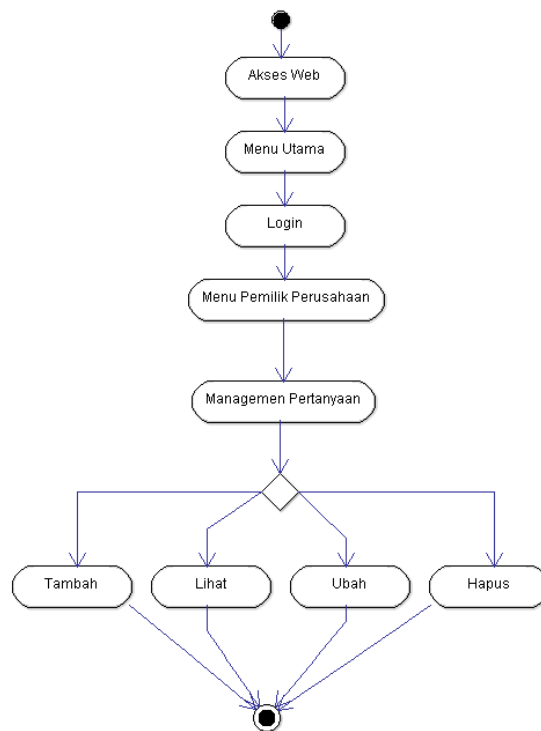 Akses Web
Menu Utama
Login
Menu Pemilik Perusahaan
Managemen Pertanyaan
Tambah
Lihat
Ubah
Hapus